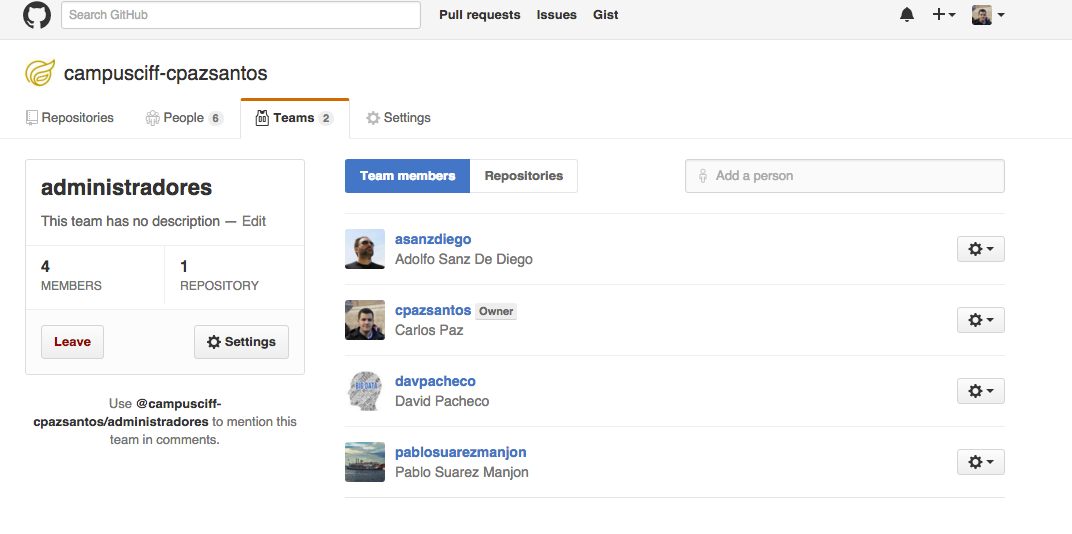 Search GitHub
Pull requests
Issues
Gist
campusciff-cpazsantos
Repositories
People 6
Teams 2
Settings
administradores
This team has no description — Edit
4
MEMBERS
1
REPOSITORY
Leave
Settings
Use @campusciff-
cpazsantos/administradores to mention this
team in comments.
Team members
Repositories
Add a person
asanzdiego
Adolfo Sanz De Diego
cpazsantos Owner
Carlos Paz
BIG DATA
davpacheco
David Pacheco
pablosuarezmanjon
Pablo Suarez Manjon